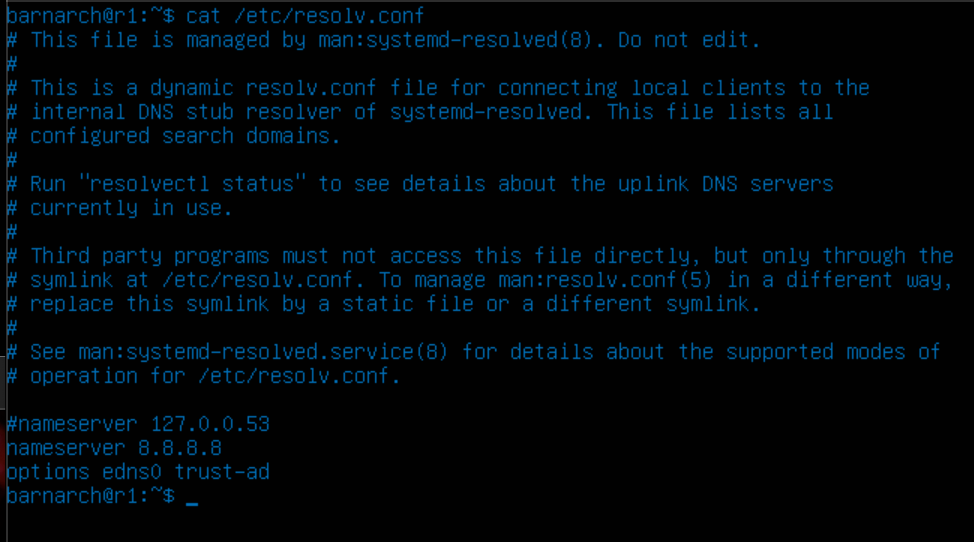 barnarch@r1:~$ cat /etc/resolv.conf
# This file is managed by man:systemd-resolved(8). Do not edit.
#
# This is a dynamic resolv.conf file for connecting local clients to the
# internal DNS stub resolver of systemd-resolved. This file lists all
# configured search domains.
#
# Run "resolvectl status" to see details about the uplink DNS servers
# currently in use.
#
# Third party programs must not access this file directly, but only through the
# symlink at /etc/resolv.conf. To manage man:resolv.conf(5) in a different way,
# replace this symlink by a static file or a different symlink.
#
# See man:systemd-resolved.service(8) for details about the supported modes of
# operation for /etc/resolv.conf.

#nameserver 127.0.0.53
nameserver 8.8.8.8
options edns0 trust-ad
barnarch@r1:~$ _